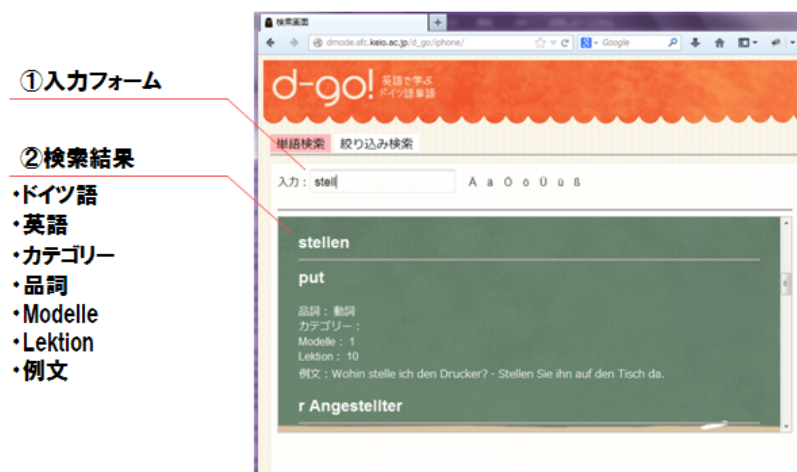 ①入力フォーム
②検索結果
・ドイツ語
・英語
・カテゴリー
・品詞
・Modelle
・Lektion
・例文
検索画面
dmode.sfc.keio.ac.jp/d_go/iphone/
Google
d-go! 英語で学ぶ
ドイツ語単語
単語検索 絞り込み検索
入力：stell Ä ä Ö ö Ü ü ß
stellen
put
品詞： 動詞
カテゴリー：
Modelle： 1
Lektion： 10
例文：Wohin stelle ich den Drucker? - Stellen Sie ihn auf den Tisch da.
r Angestellter